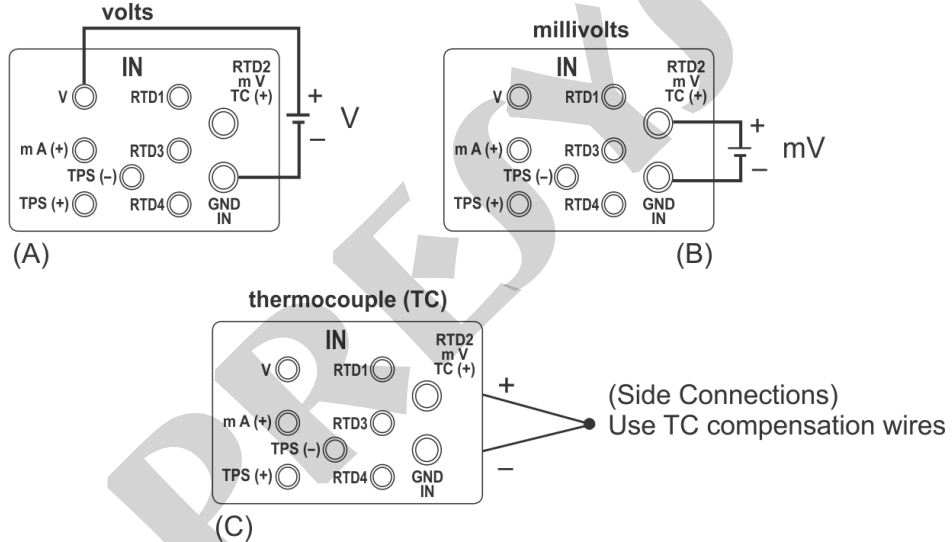 volts
IN
RTD2
m V
TC (+)
V
RTD1
+
V
–
m A (+)
RTD3
TPS (–)
TPS (+)
RTD4
GND
IN
(A)
millivolts
IN
RTD2
m V
TC (+)
V
RTD1
+
mV
–
m A (+)
RTD3
TPS (–)
TPS (+)
RTD4
GND
IN
(B)
thermocouple (TC)
IN
RTD2
m V
TC (+)
V
RTD1
+
(Side Connections)
Use TC compensation wires
m A (+)
RTD3
TPS (–)
–
TPS (+)
RTD4
GND
IN
(C)
PRESYS